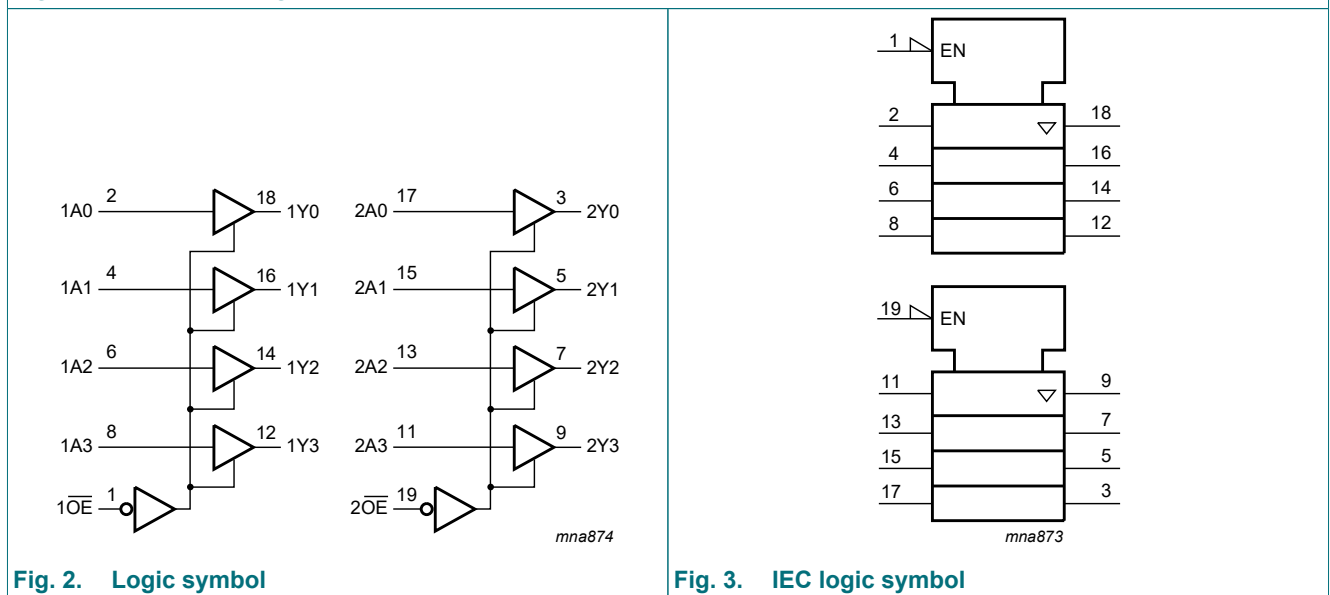 1A0 2 18 1Y0
1A1 4 16 1Y1
1A2 6 14 1Y2
1A3 8 12 1Y3
1O̅E̅ 1
2A0 17 3 2Y0
2A1 15 5 2Y1
2A2 13 7 2Y2
2A3 11 9 2Y3
2O̅E̅ 19
mna874
Fig. 2. Logic symbol
1 EN
2 18
4 16
6 14
8 12
19 EN
11 9
13 7
15 5
17 3
mna873
Fig. 3. IEC logic symbol